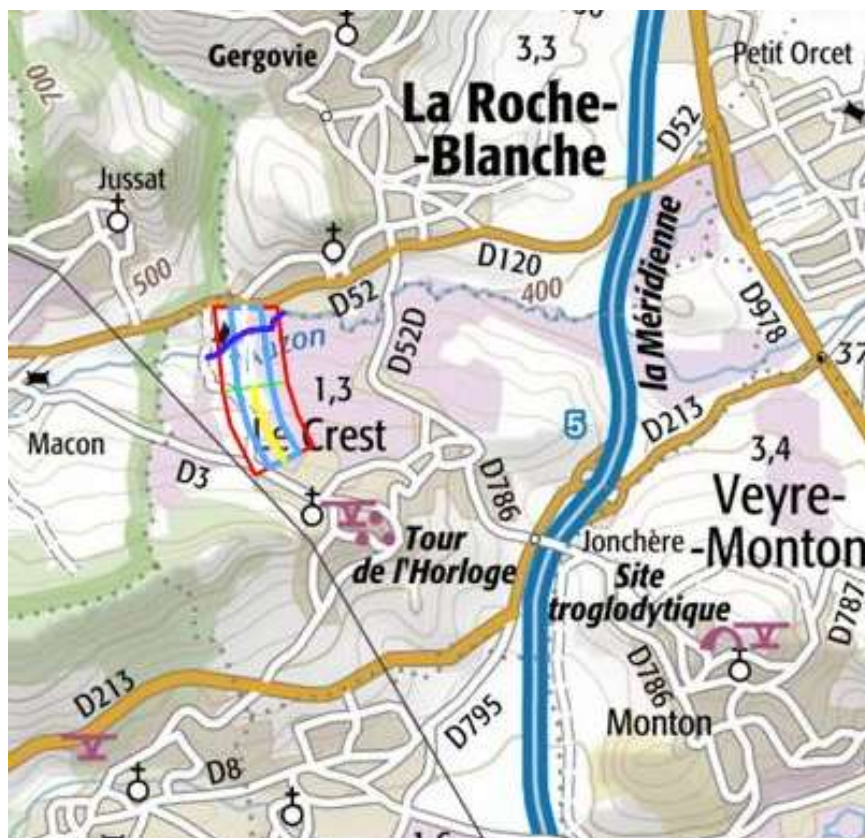 Gergovie
3,3
Petit Orcet
700
La Roche-
-Blanche
D52
Jussat
la Méridienne
D120
500
D52
400
D978
Auzon
D52D
37
1,3
D213
5
Le Crest
3,4
Macon
D3
D786
Veyre-
-Monton
Tour
de l'Horloge
Jonchère
Site
troglodytique
D787
D786
D213
D795
Monton
D8